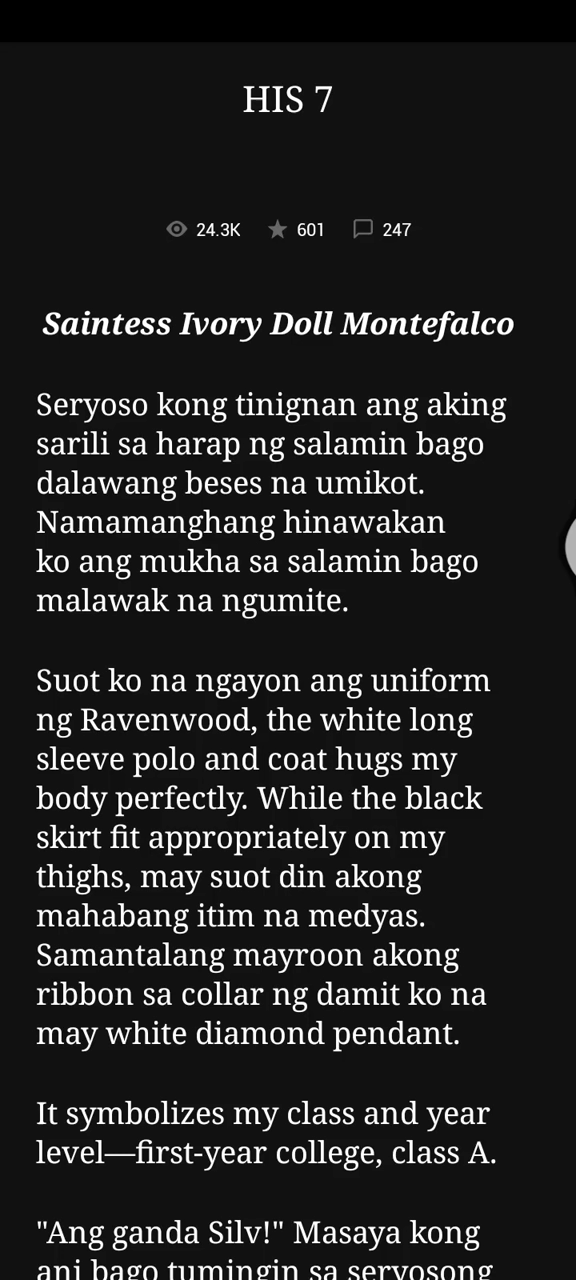 HIS 7
24.3K 601 247
Saintess Ivory Doll Montefalco
Seryoso kong tinignan ang aking
sarili sa harap ng salamin bago
dalawang beses na umikot.
Namamanghang hinawakan
ko ang mukha sa salamin bago
malawak na ngumite.
Suot ko na ngayon ang uniform
ng Ravenwood, the white long
sleeve polo and coat hugs my
body perfectly. While the black
skirt fit appropriately on my
thighs, may suot din akong
mahabang itim na medyas.
Samantalang mayroon akong
ribbon sa collar ng damit ko na
may white diamond pendant.
It symbolizes my class and year
level—first-year college, class A.
"Ang ganda Silv!" Masaya kong
ani bago tumingin sa seryosong